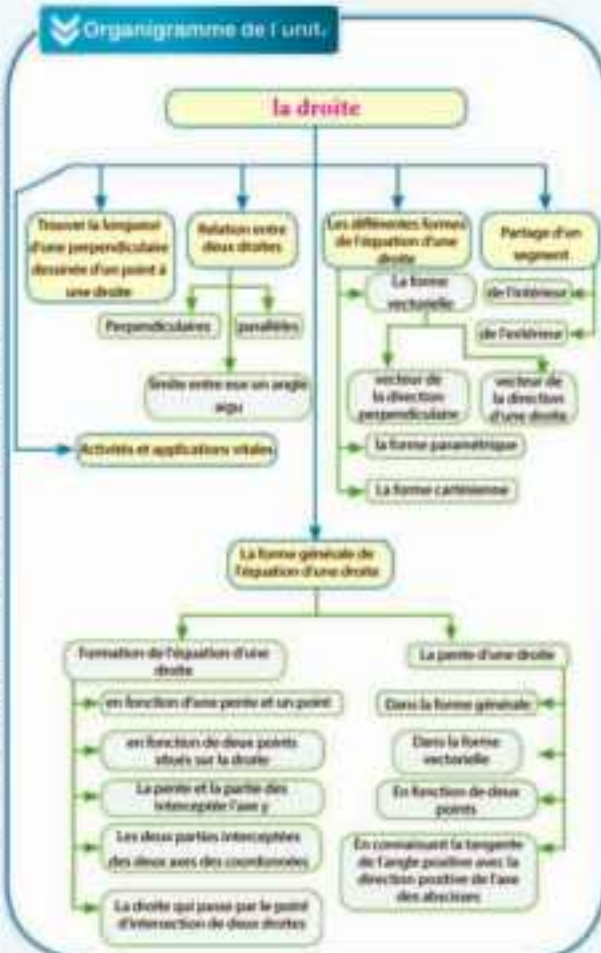 Organigramme de l'unit.
la droite
Trouver la longueur
d'une perpendiculaire
dessinée d'un point à
une droite
Relation entre
deux droites
Perpendiculaires
parallèles
limite entre eux un angle
aigu
Activités et applications vitales
Les différentes formes
de l'équation d'une
droite
La forme
vectorielle
vecteur de
la direction
perpendiculaire
vecteur de
la direction
d'une droite
la forme paramétrique
La forme cartésienne
Partage d'un
segment
de l'intérieur
de l'extérieur
La forme générale de
l'équation d'une droite
Formation de l'équation d'une
droite
en fonction d'une pente et un point
en fonction de deux points
situés sur la droite
La pente et la partie des
interceptée l'axe y
Les deux parties interceptées
des deux axes des coordonnées
La droite qui passe par le point
d'intersection de deux droites
La pente d'une droite
Dans la forme générale
Dans la forme
vectorielle
En fonction de deux
points
En connaissant la tangente
de l'angle positive avec la
direction positive de l'axe
des abscisses